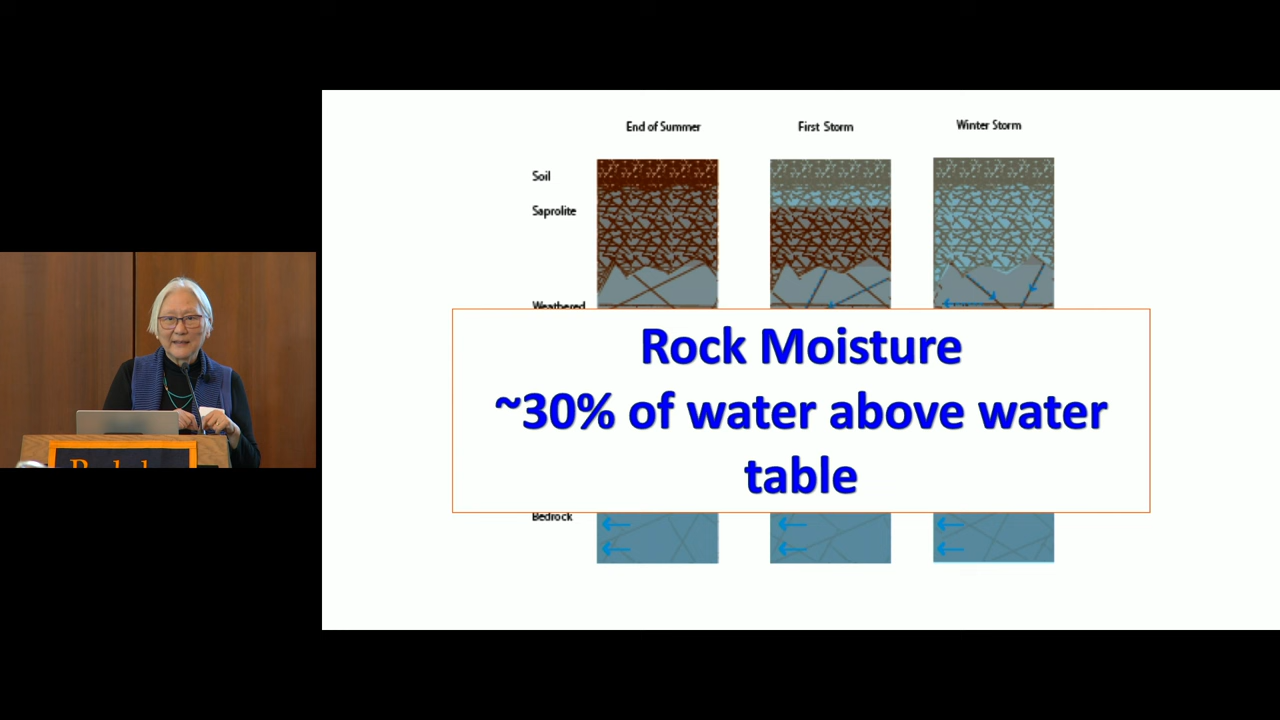 End of Summer
First Storm
Winter Storm
Soil
Saprolite
Weathered
Rock Moisture
~30% of water above water
table
Bedrock